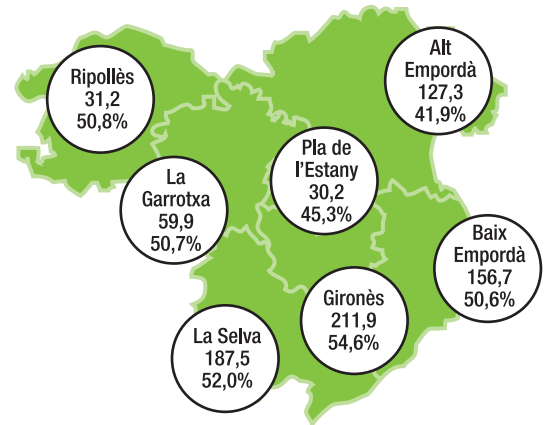 Ripollès
31,2
50,8%
Alt
Empordà
127,3
41,9%
La
Garrotxa
59,9
50,7%
Pla de
l'Estany
30,2
45,3%
Baix
Empordà
156,7
50,6%
Gironès
211,9
54,6%
La Selva
187,5
52,0%